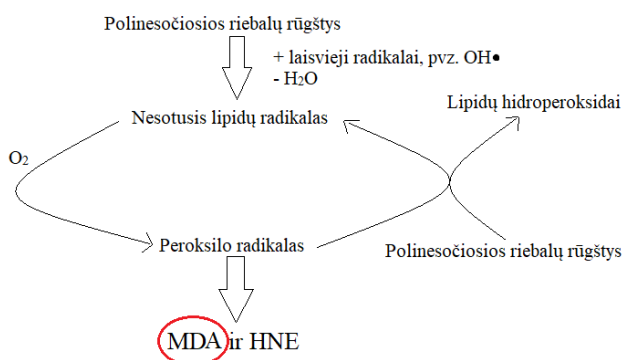 Polinesočiosios riebalų rūgštys
+ laisvieji radikalai, pvz. OH●
- H₂O
Lipidų hidroperoksidai
Nesotusis lipidų radikalas
O₂
Peroksilo radikalas
Polinesočiosios riebalų rūgštys
MDA ir HNE